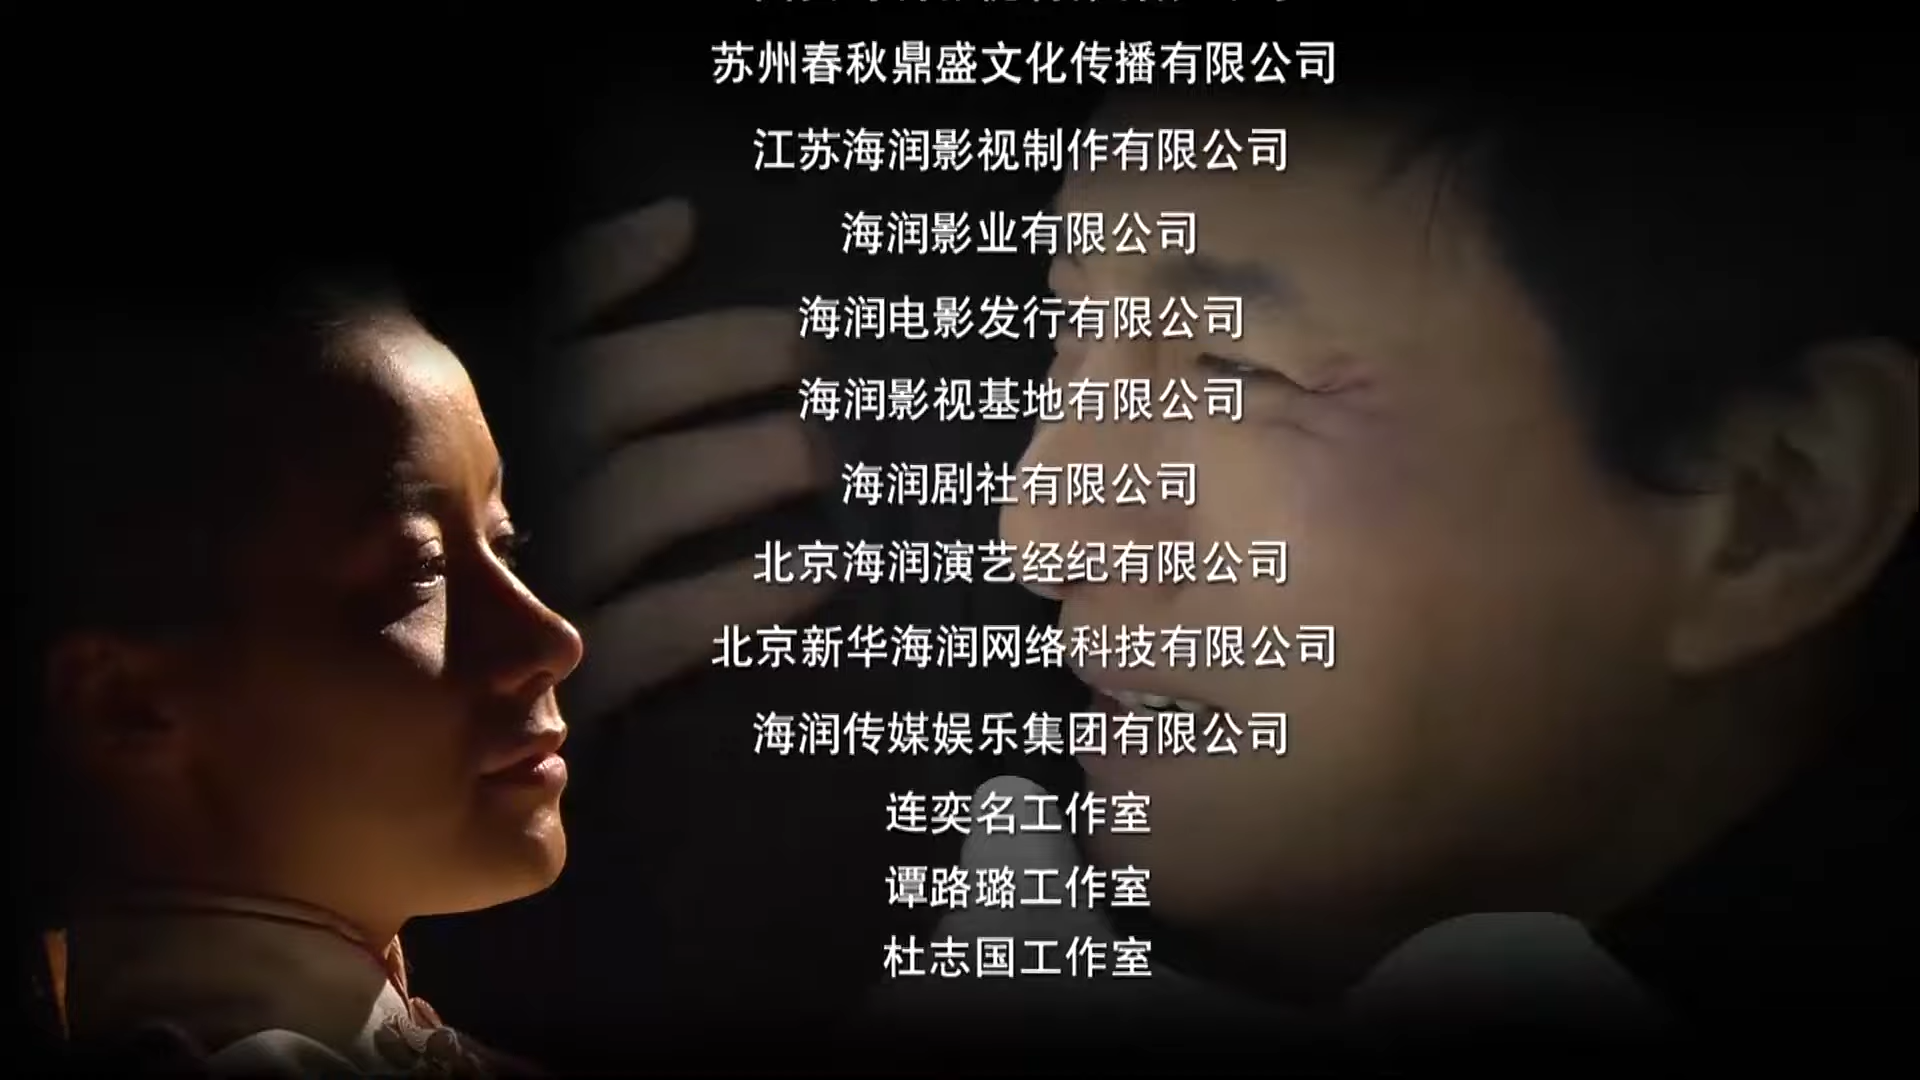 苏州春秋鼎盛文化传播有限公司
江苏海润影视制作有限公司
海润影业有限公司
海润电影发行有限公司
海润影视基地有限公司
海润剧社有限公司
北京海润演艺经纪有限公司
北京新华海润网络科技有限公司
海润传媒娱乐集团有限公司
连奕名工作室
谭路璐工作室
杜志国工作室